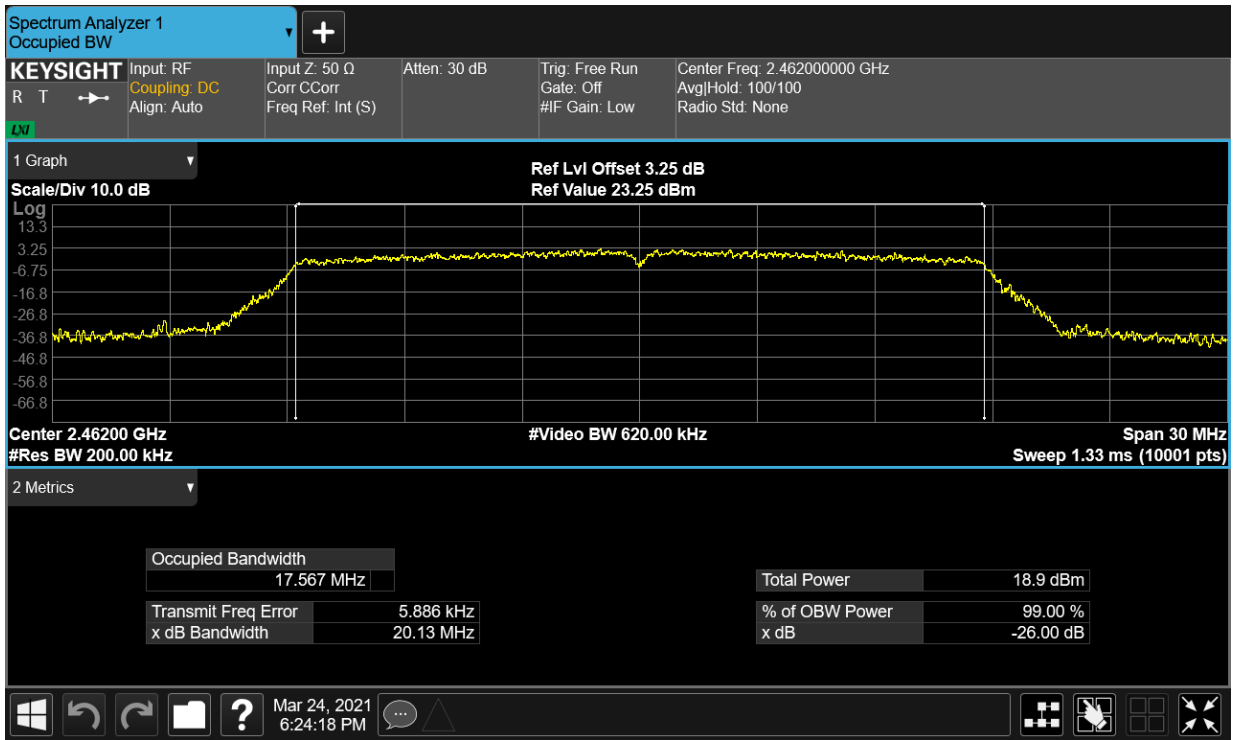 Spectrum Analyzer 1
Occupied BW
KEYSIGHT
R T
LXI
Input: RF
Coupling: DC
Align: Auto
Input Z: 50 Ω
Corr CCorr
Freq Ref: Int (S)
Atten: 30 dB
Trig: Free Run
Gate: Off
#IF Gain: Low
Center Freq: 2.462000000 GHz
Avg|Hold: 100/100
Radio Std: None
1 Graph
Scale/Div 10.0 dB
Ref Lvl Offset 3.25 dB
Ref Value 23.25 dBm
Log
13.3
3.25
-6.75
-16.8
-26.8
-36.8
-46.8
-56.8
-66.8
Center 2.46200 GHz
#Video BW 620.00 kHz
Span 30 MHz
#Res BW 200.00 kHz
Sweep 1.33 ms (10001 pts)
2 Metrics
Occupied Bandwidth
17.567 MHz
Total Power 18.9 dBm
Transmit Freq Error 5.886 kHz
% of OBW Power 99.00 %
x dB Bandwidth 20.13 MHz
x dB -26.00 dB
?
Mar 24, 2021
6:24:18 PM